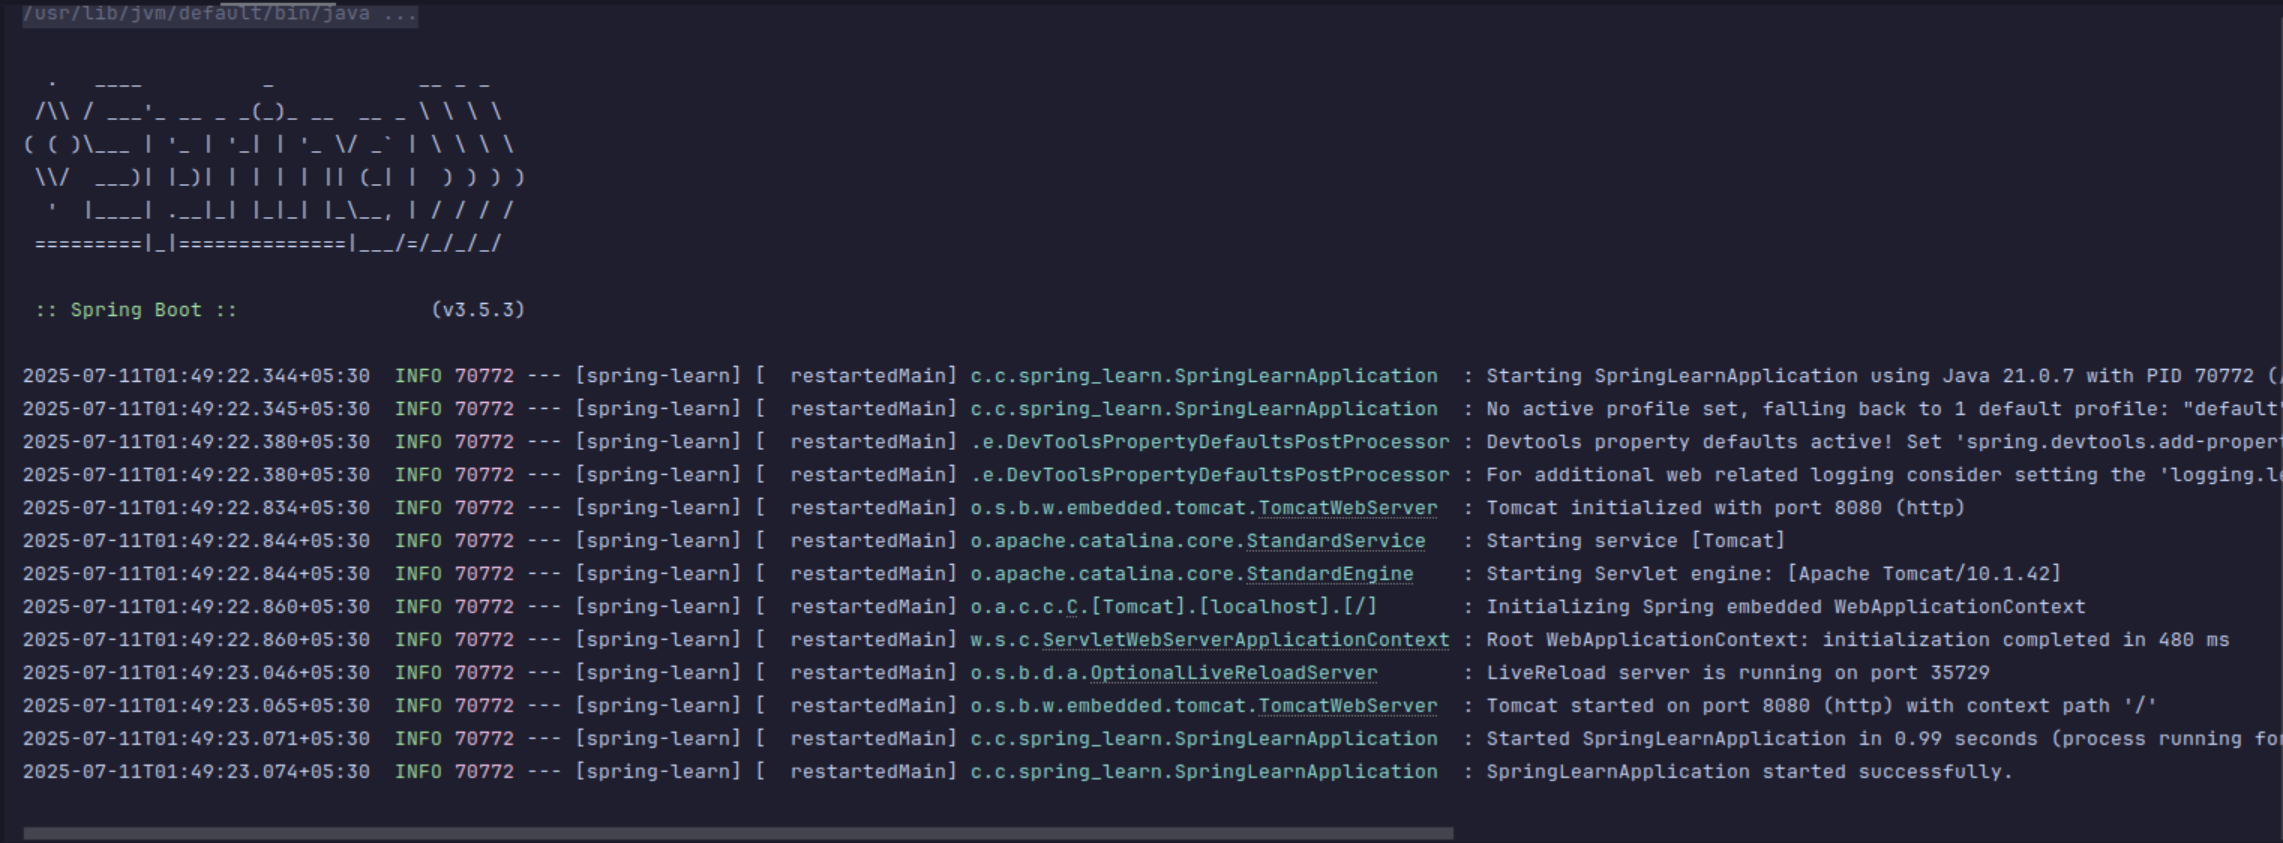 /usr/lib/jvm/default/bin/java ...
  .   ____          _            __ _ _
 /\\ / ___'_ __ _ _(_)_ __  __ _ \ \ \ \
( ( )\___ | '_ | '_| | '_ \/ _` | \ \ \ \
 \\/  ___)| |_)| | | | | || (_| |  ) ) ) )
  '  |____| .__|_| |_|_| |_\__, | / / / /
 =========|_|==============|___/=/_/_/_/
 :: Spring Boot ::                (v3.5.3)
2025-07-11T01:49:22.344+05:30  INFO 70772 --- [spring-learn] [  restartedMain] c.c.spring_learn.SpringLearnApplication  : Starting SpringLearnApplication using Java 21.0.7 with PID 70772 (/
2025-07-11T01:49:22.345+05:30  INFO 70772 --- [spring-learn] [  restartedMain] c.c.spring_learn.SpringLearnApplication  : No active profile set, falling back to 1 default profile: "default"
2025-07-11T01:49:22.380+05:30  INFO 70772 --- [spring-learn] [  restartedMain] .e.DevToolsPropertyDefaultsPostProcessor : Devtools property defaults active! Set 'spring.devtools.add-proper
2025-07-11T01:49:22.380+05:30  INFO 70772 --- [spring-learn] [  restartedMain] .e.DevToolsPropertyDefaultsPostProcessor : For additional web related logging consider setting the 'logging.le
2025-07-11T01:49:22.834+05:30  INFO 70772 --- [spring-learn] [  restartedMain] o.s.b.w.embedded.tomcat.TomcatWebServer  : Tomcat initialized with port 8080 (http)
2025-07-11T01:49:22.844+05:30  INFO 70772 --- [spring-learn] [  restartedMain] o.apache.catalina.core.StandardService   : Starting service [Tomcat]
2025-07-11T01:49:22.844+05:30  INFO 70772 --- [spring-learn] [  restartedMain] o.apache.catalina.core.StandardEngine    : Starting Servlet engine: [Apache Tomcat/10.1.42]
2025-07-11T01:49:22.860+05:30  INFO 70772 --- [spring-learn] [  restartedMain] o.a.c.c.C.[Tomcat].[localhost].[/]       : Initializing Spring embedded WebApplicationContext
2025-07-11T01:49:22.860+05:30  INFO 70772 --- [spring-learn] [  restartedMain] w.s.c.ServletWebServerApplicationContext : Root WebApplicationContext: initialization completed in 480 ms
2025-07-11T01:49:23.046+05:30  INFO 70772 --- [spring-learn] [  restartedMain] o.s.b.d.a.OptionalLiveReloadServer       : LiveReload server is running on port 35729
2025-07-11T01:49:23.065+05:30  INFO 70772 --- [spring-learn] [  restartedMain] o.s.b.w.embedded.tomcat.TomcatWebServer  : Tomcat started on port 8080 (http) with context path '/'
2025-07-11T01:49:23.071+05:30  INFO 70772 --- [spring-learn] [  restartedMain] c.c.spring_learn.SpringLearnApplication  : Started SpringLearnApplication in 0.99 seconds (process running for
2025-07-11T01:49:23.074+05:30  INFO 70772 --- [spring-learn] [  restartedMain] c.c.spring_learn.SpringLearnApplication  : SpringLearnApplication started successfully.